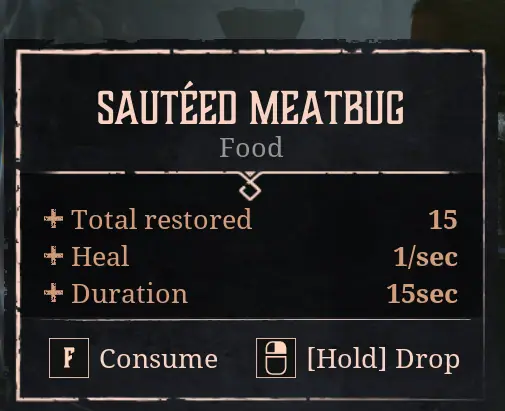 SAUTÉED MEATBUG
Food
Total restored 15
Heal 1/sec
Duration 15sec
F Consume [Hold] Drop